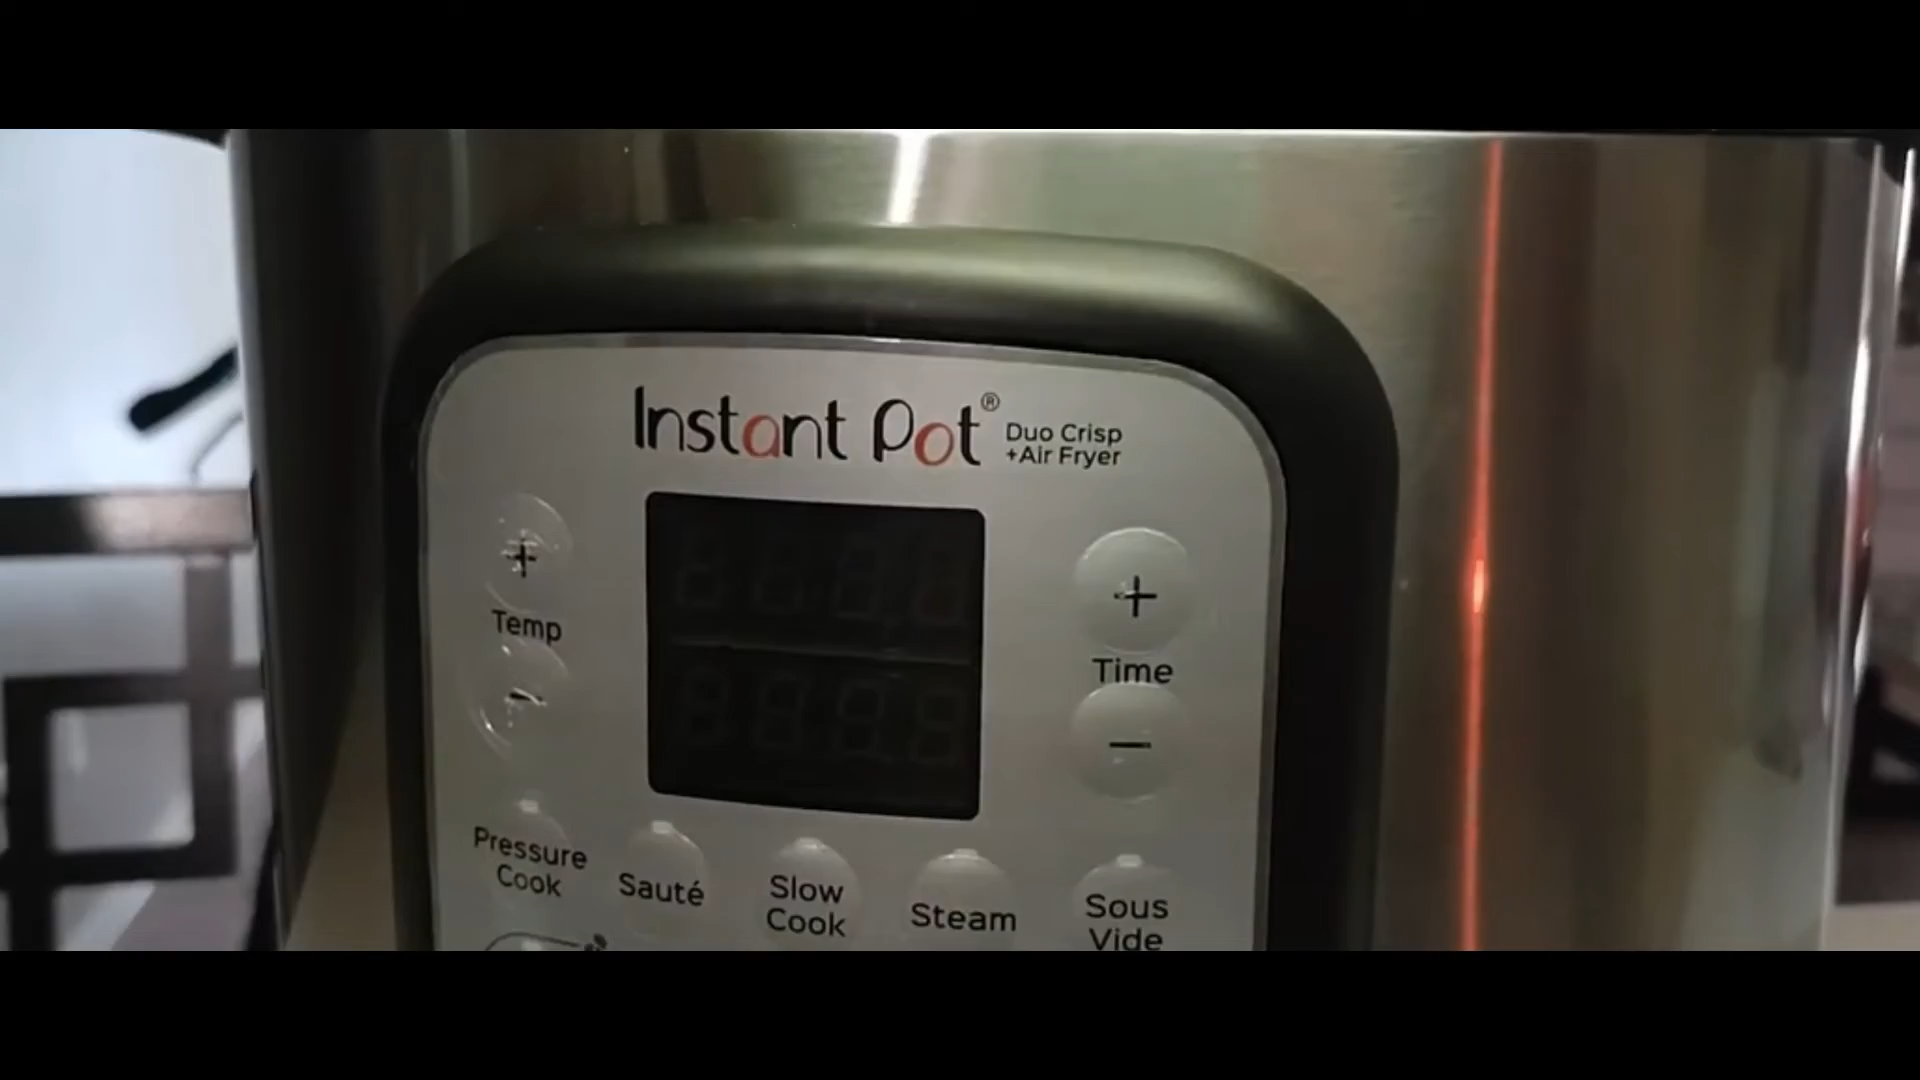 Instant Pot®
Duo Crisp
+Air Fryer
+
Temp
-
+
Time
−
Pressure
Cook
Sauté
Slow
Cook
Steam
Sous
Vide